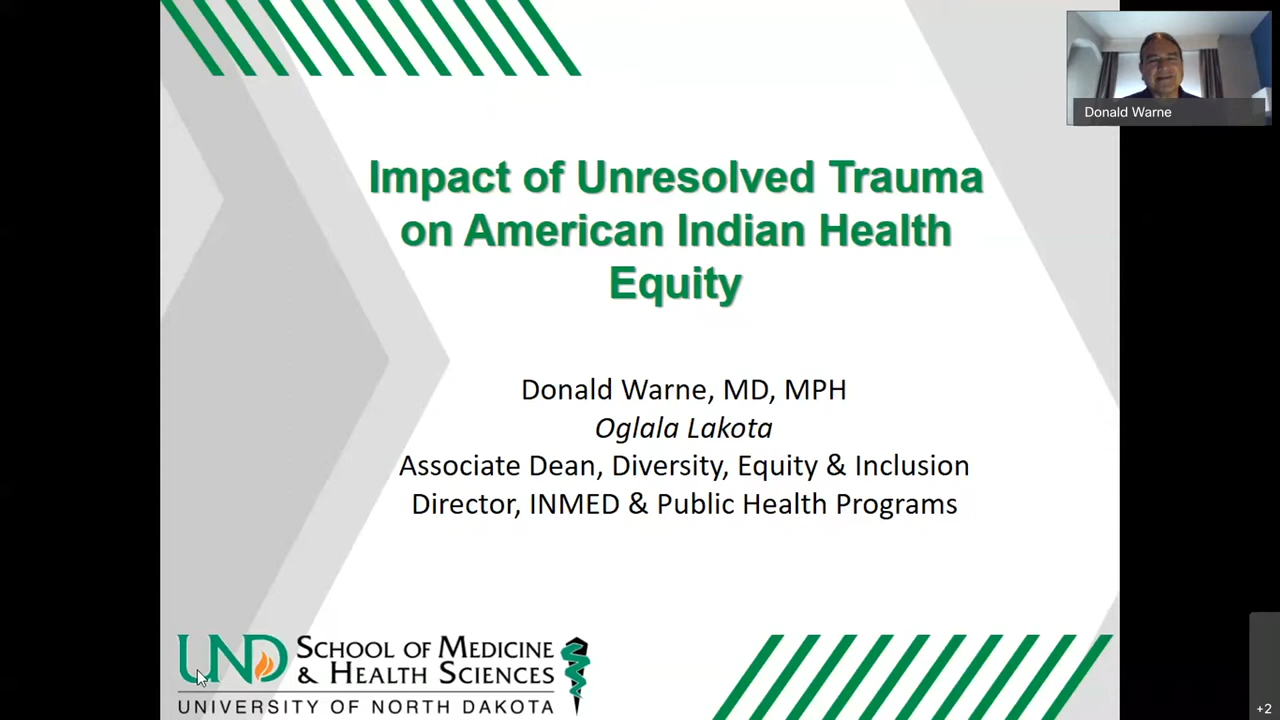 Impact of Unresolved Trauma
on American Indian Health
Equity
Donald Warne, MD, MPH
Oglala Lakota
Associate Dean, Diversity, Equity & Inclusion
Director, INMED & Public Health Programs
UND
SCHOOL OF MEDICINE
& HEALTH SCIENCES
UNIVERSITY OF NORTH DAKOTA
Donald Warne
+2